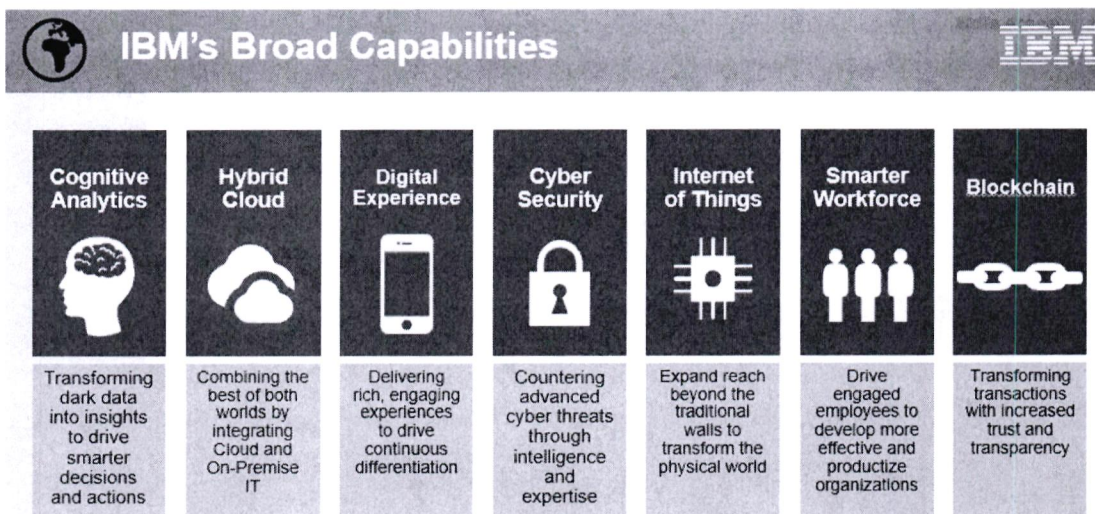 IBM's Broad Capabilities
IBM
Cognitive
Analytics
Transforming
dark data
into insights
to drive
smarter
decisions
and actions
Hybrid
Cloud
Combining the
best of both
worlds by
integrating
Cloud and
On-Premise
IT
Digital
Experience
Delivering
rich, engaging
experiences
to drive
continuous
differentiation
Cyber
Security
Countering
advanced
cyber threats
through
intelligence
and
expertise
Internet
of Things
Expand reach
beyond the
traditional
walls to
transform the
physical world
Smarter
Workforce
Drive
engaged
employees to
develop more
effective and
productize
organizations
Blockchain
Transforming
transactions
with increased
trust and
transparency